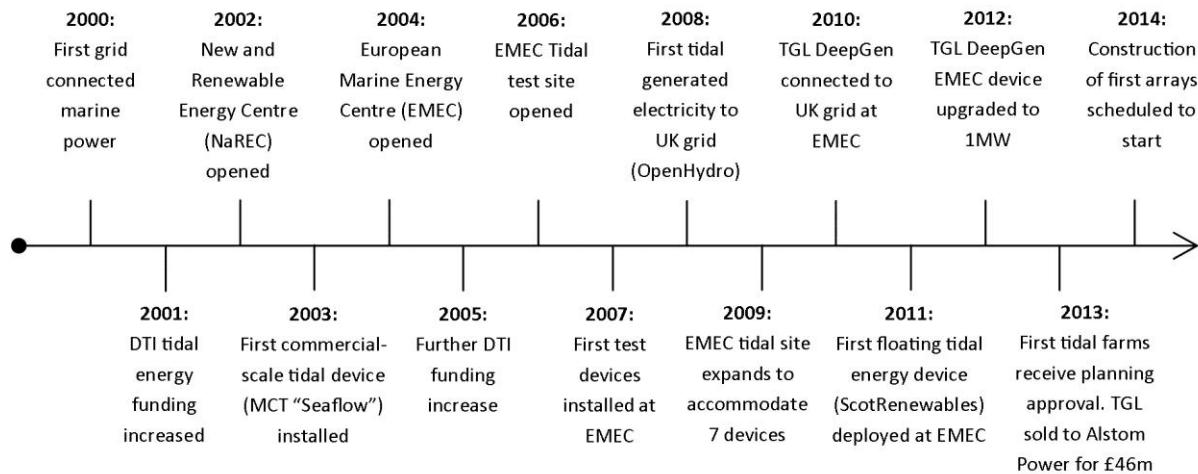 2000:
First grid
connected
marine
power
2002:
New and
Renewable
Energy Centre
(NaREC)
opened
2004:
European
Marine Energy
Centre (EMEC)
opened
2006:
EMEC Tidal
test site
opened
2008:
First tidal
generated
electricity to
UK grid
(OpenHydro)
2010:
TGL DeepGen
connected to
UK grid at
EMEC
2012:
TGL DeepGen
EMEC device
upgraded to
1MW
2014:
Construction
of first arrays
scheduled to
start
2001:
DTI tidal
energy
funding
increased
2003:
First commercial-
scale tidal device
(MCT “Seaflow”)
installed
2005:
Further DTI
funding
increase
2007:
First test
devices
installed at
EMEC
2009:
EMEC tidal site
expands to
accommodate
7 devices
2011:
First floating tidal
energy device
(ScotRenewables)
deployed at EMEC
2013:
First tidal farms
receive planning
approval. TGL
sold to Alstom
Power for £46m